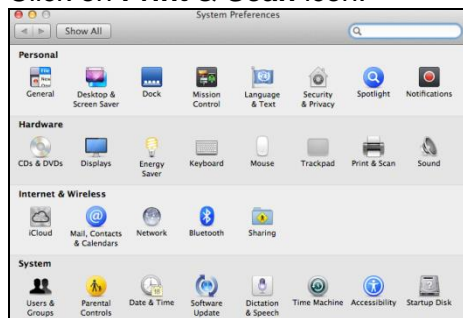 Click on Print & Scan icon.
System Preferences
Show All
Personal
General
Desktop &
Screen Saver
Dock
Mission
Control
Language
& Text
Security
& Privacy
Spotlight
Notifications
Hardware
CDs & DVDs
Displays
Energy
Saver
Keyboard
Mouse
Trackpad
Print & Scan
Sound
Internet & Wireless
iCloud
Mail, Contacts
& Calendars
Network
Bluetooth
Sharing
System
Users &
Groups
Parental
Controls
Date & Time
Software
Update
Dictation
& Speech
Time Machine
Accessibility
Startup Disk